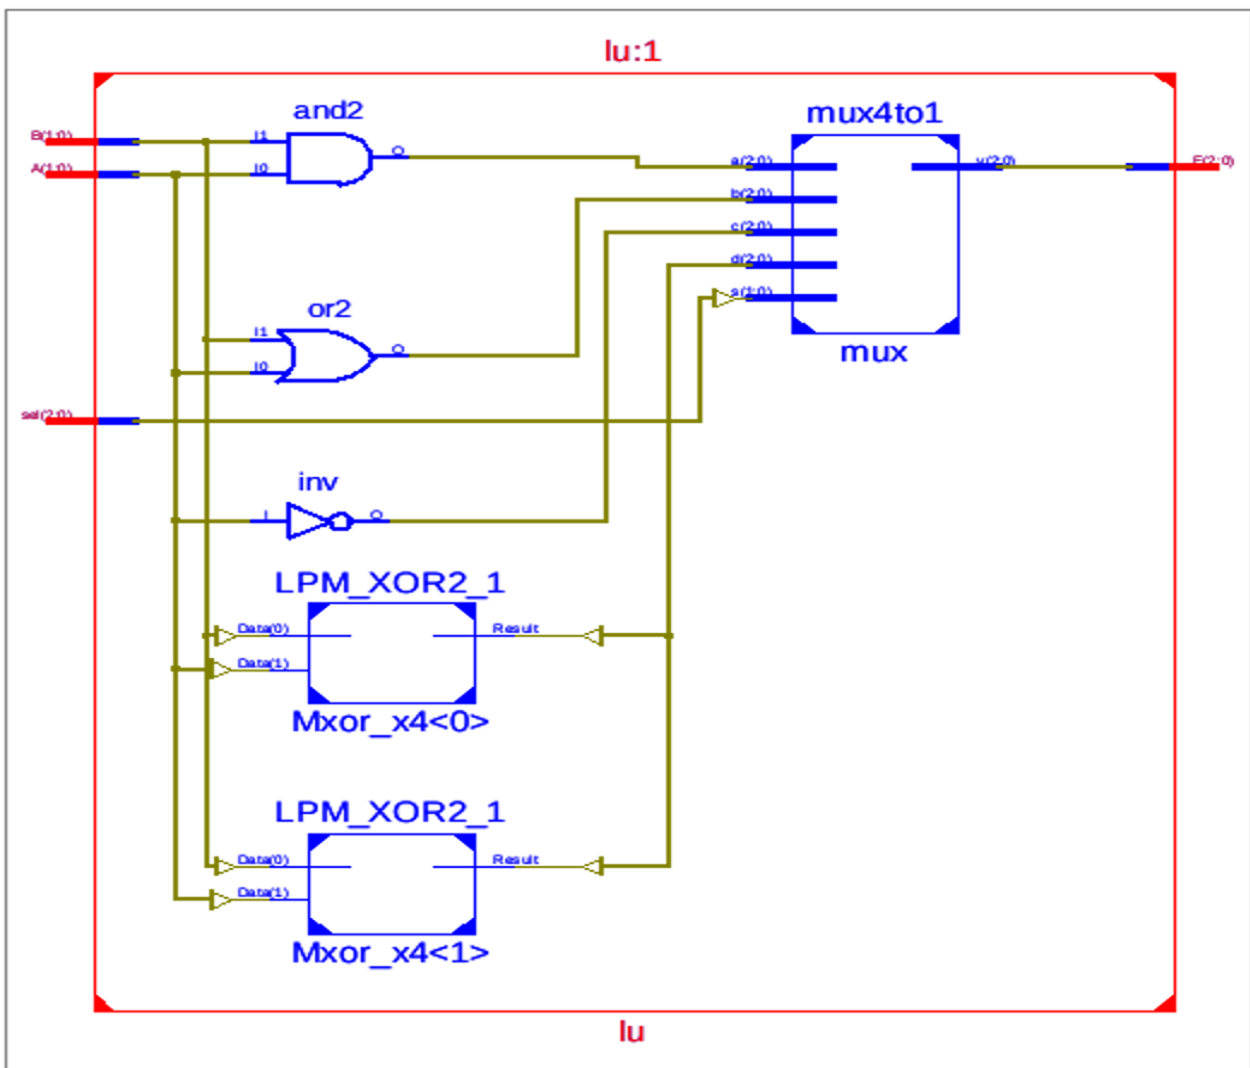 lu:1
and2
mux4to1
B(1:0)
I1
O
a(2:0)
y(2:0)
A(1:0)
I0
b(2:0)
c(2:0)
d(2:0)
s(1:0)
or2
I1
O
mux
I0
sel(2:0)
inv
I
O
LPM_XOR2_1
Data(0)
Result
Data(1)
Mxor_x4<0>
LPM_XOR2_1
Data(0)
Result
Data(1)
Mxor_x4<1>
lu